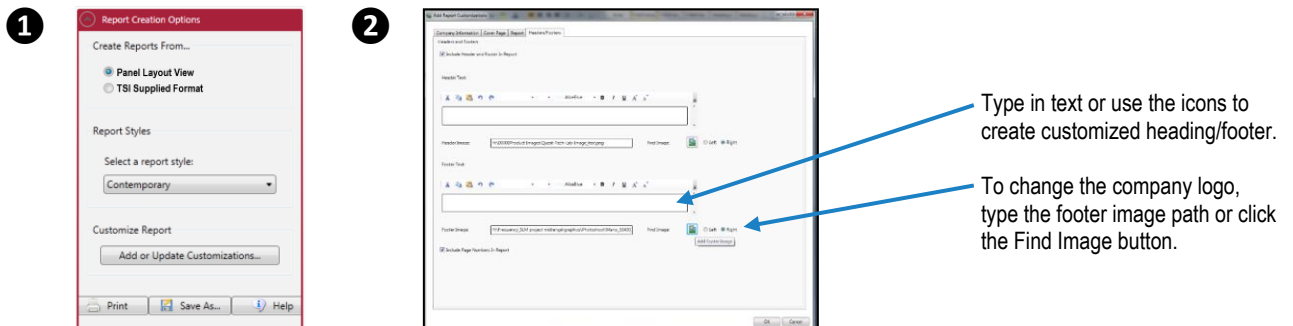 1
Report Creation Options
Create Reports From...
Panel Layout View
TSI Supplied Format
Report Styles
Select a report style:
Contemporary
Customize Report
Add or Update Customizations...
Print Save As... Help
2
Add Report Customizations
Company Information Cover Page Report Headers/Footers
Headers and Footers
Include Header and Footer In Report
Header Text:
B I U
Header Image: Find Image: Left Right
Footer Text:
B I U
Footer Image: Find Image: Left Right
Add Footer Image
Include Page Numbers In Report
OK Cancel
Type in text or use the icons to
create customized heading/footer.
To change the company logo,
type the footer image path or click
the Find Image button.